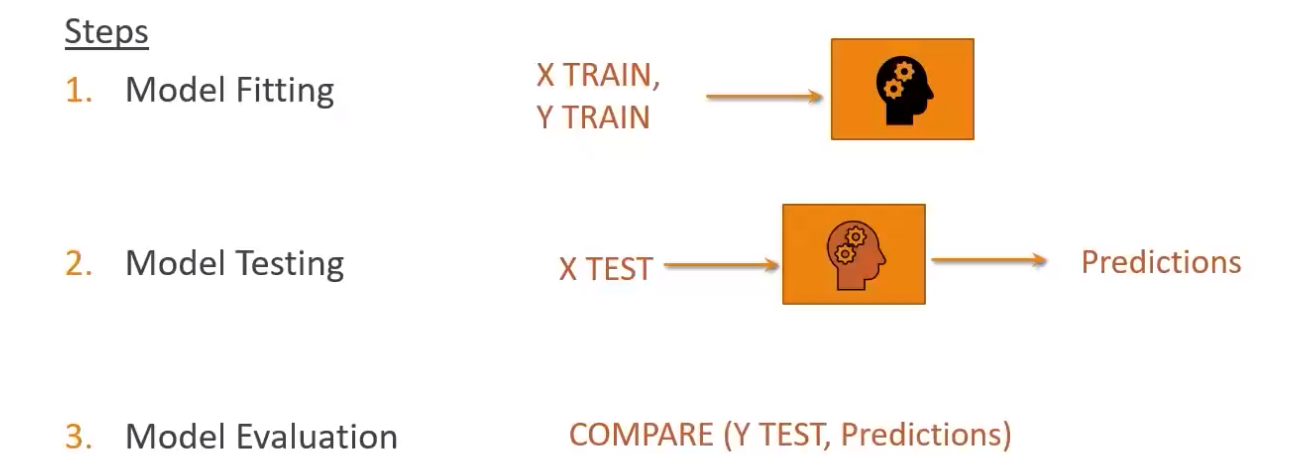 Steps
1. Model Fitting
X TRAIN,
Y TRAIN
2. Model Testing
X TEST
Predictions
3. Model Evaluation
COMPARE (Y TEST, Predictions)